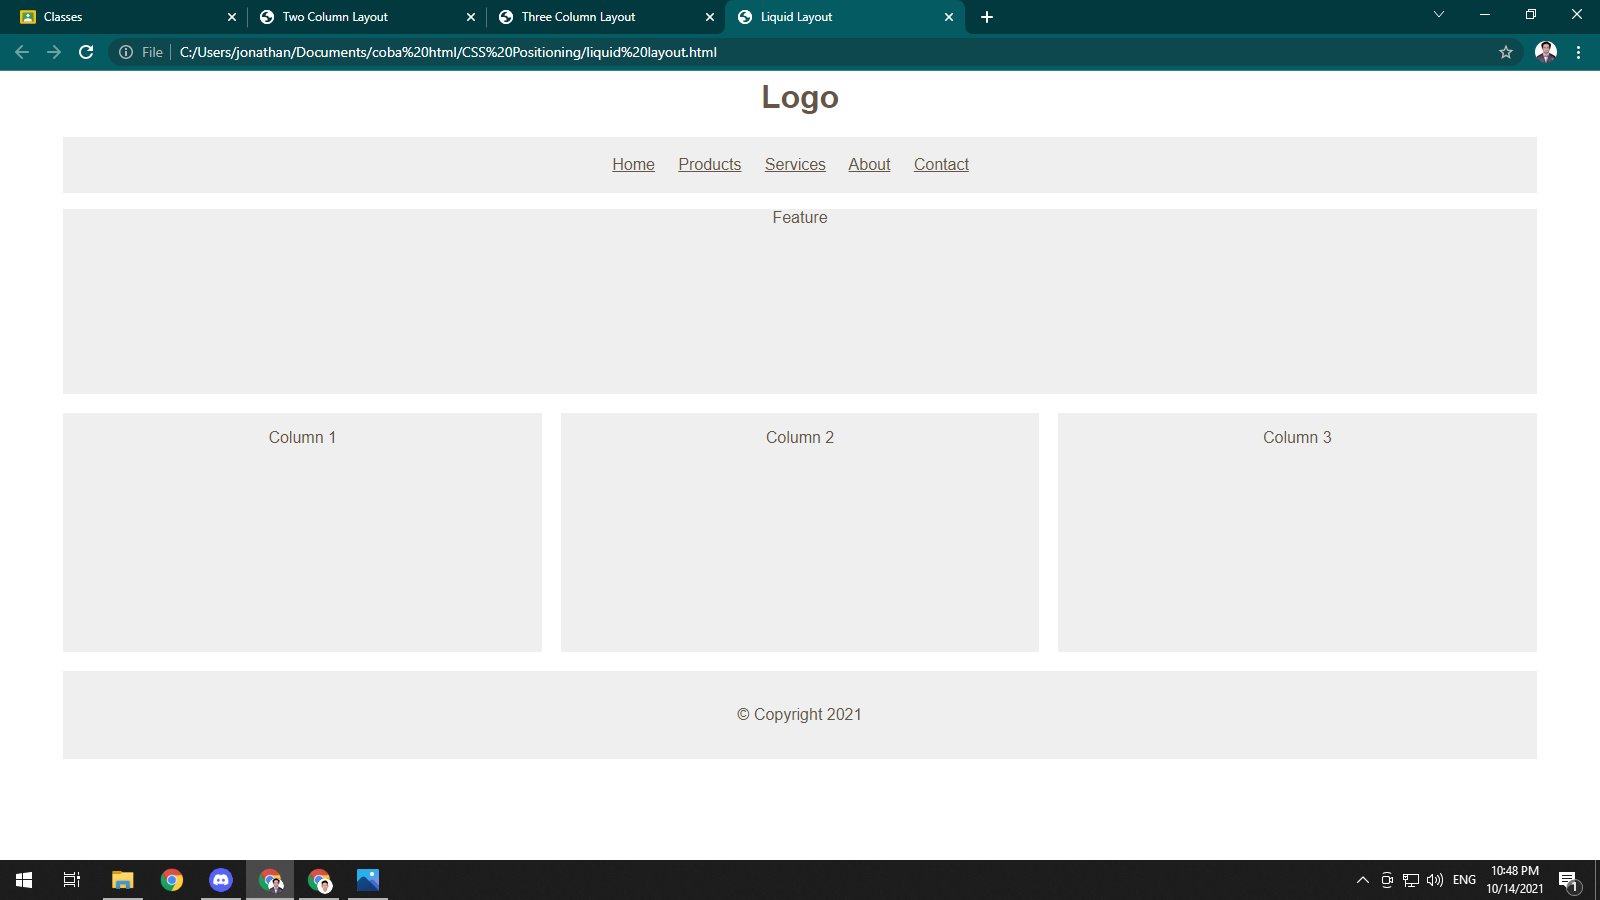 Classes
Two Column Layout
Three Column Layout
Liquid Layout
File
C:/Users/jonathan/Documents/coba%20html/CSS%20Positioning/liquid%20layout.html
Logo
Home Products Services About Contact
Feature
Column 1
Column 2
Column 3
© Copyright 2021
ENG
10:48 PM
10/14/2021
1